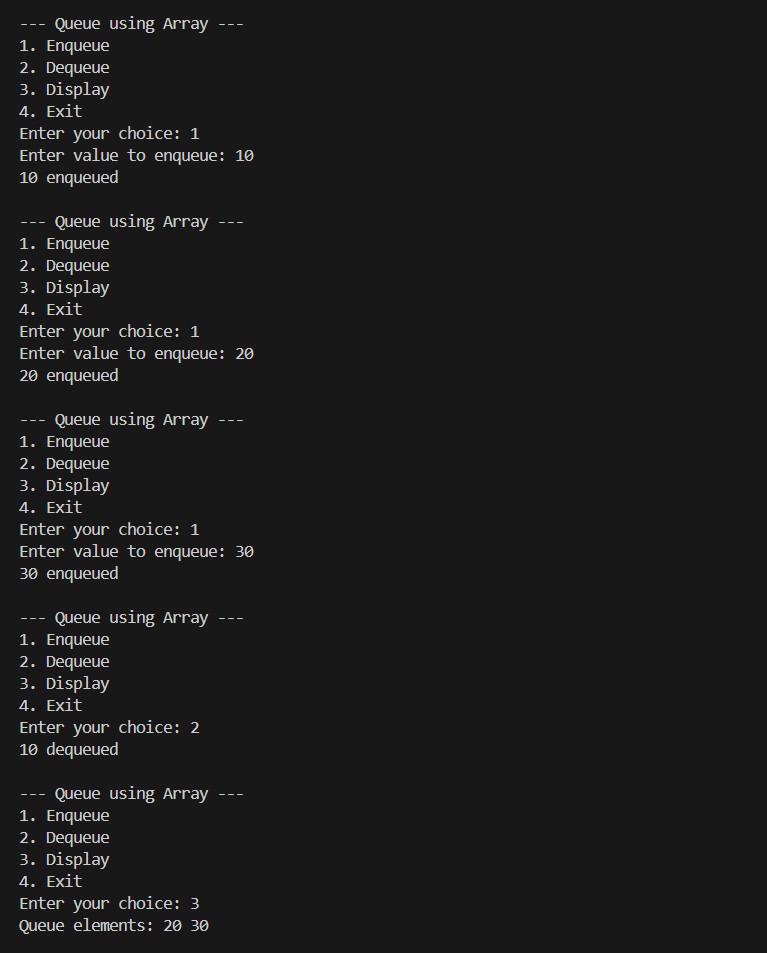 --- Queue using Array ---
1. Enqueue
2. Dequeue
3. Display
4. Exit
Enter your choice: 1
Enter value to enqueue: 10
10 enqueued
--- Queue using Array ---
1. Enqueue
2. Dequeue
3. Display
4. Exit
Enter your choice: 1
Enter value to enqueue: 20
20 enqueued
--- Queue using Array ---
1. Enqueue
2. Dequeue
3. Display
4. Exit
Enter your choice: 1
Enter value to enqueue: 30
30 enqueued
--- Queue using Array ---
1. Enqueue
2. Dequeue
3. Display
4. Exit
Enter your choice: 2
10 dequeued
--- Queue using Array ---
1. Enqueue
2. Dequeue
3. Display
4. Exit
Enter your choice: 3
Queue elements: 20 30